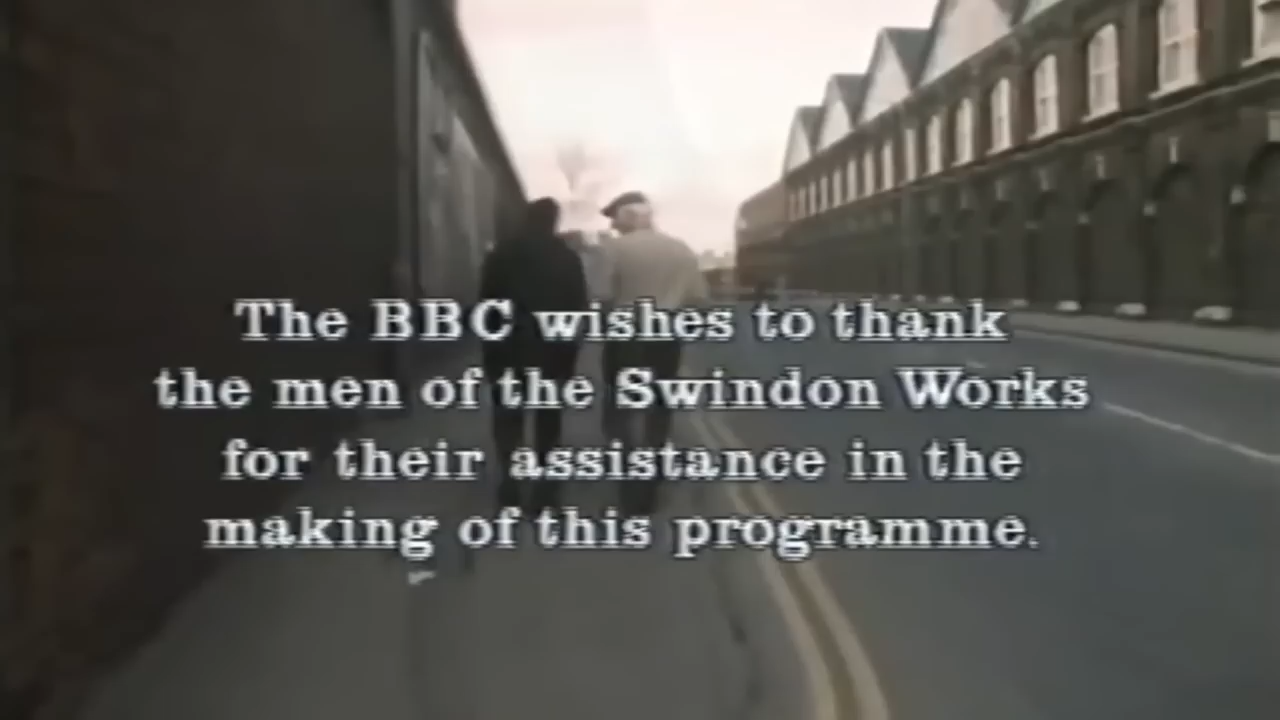 The BBC wishes to thank
the men of the Swindon Works
for their assistance in the
making of this programme.